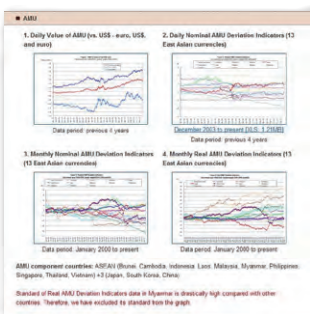 ■ AMU
1. Daily Value of AMU (vs. US$ - euro, US$,
and euro)
Data period: previous 4 years
2. Daily Nominal AMU Deviation Indicators (13
East Asian currencies)
December 2003 to present DL(S: 1.21MB)
Data period: previous 4 years
3. Monthly Nominal AMU Deviation Indicators
(13 East Asian currencies)
Data period: January 2000 to present
4. Monthly Real AMU Deviation Indicators (13
East Asian currencies)
Data period: January 2000 to present
AMU component countries: ASEAN (Brunei, Cambodia, Indonesia, Laos, Malaysia, Myanmar, Philippines,
Singapore, Thailand, Vietnam) +3 (Japan, South Korea, China)
Standard of Real AMU Deviation Indicators data in Myanmar is drastically high compared with other
countries. Therefore, we have excluded its standard from the graph.